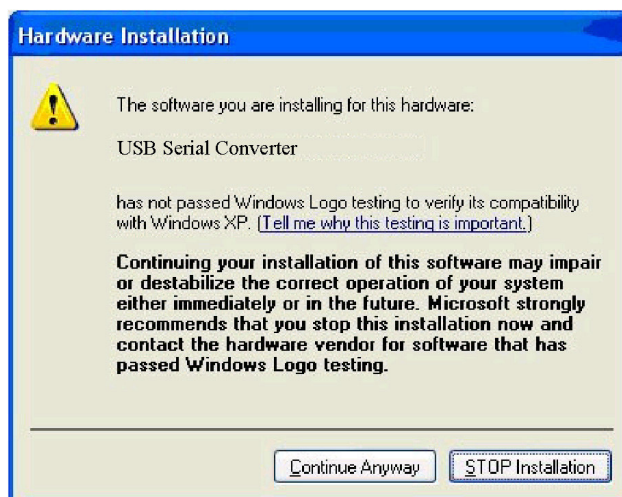 Hardware Installation
The software you are installing for this hardware:
USB Serial Converter
has not passed Windows Logo testing to verify its compatibility
with Windows XP. (Tell me why this testing is important.)
Continuing your installation of this software may impair
or destabilize the correct operation of your system
either immediately or in the future. Microsoft strongly
recommends that you stop this installation now and
contact the hardware vendor for software that has
passed Windows Logo testing.
Continue Anyway
STOP Installation